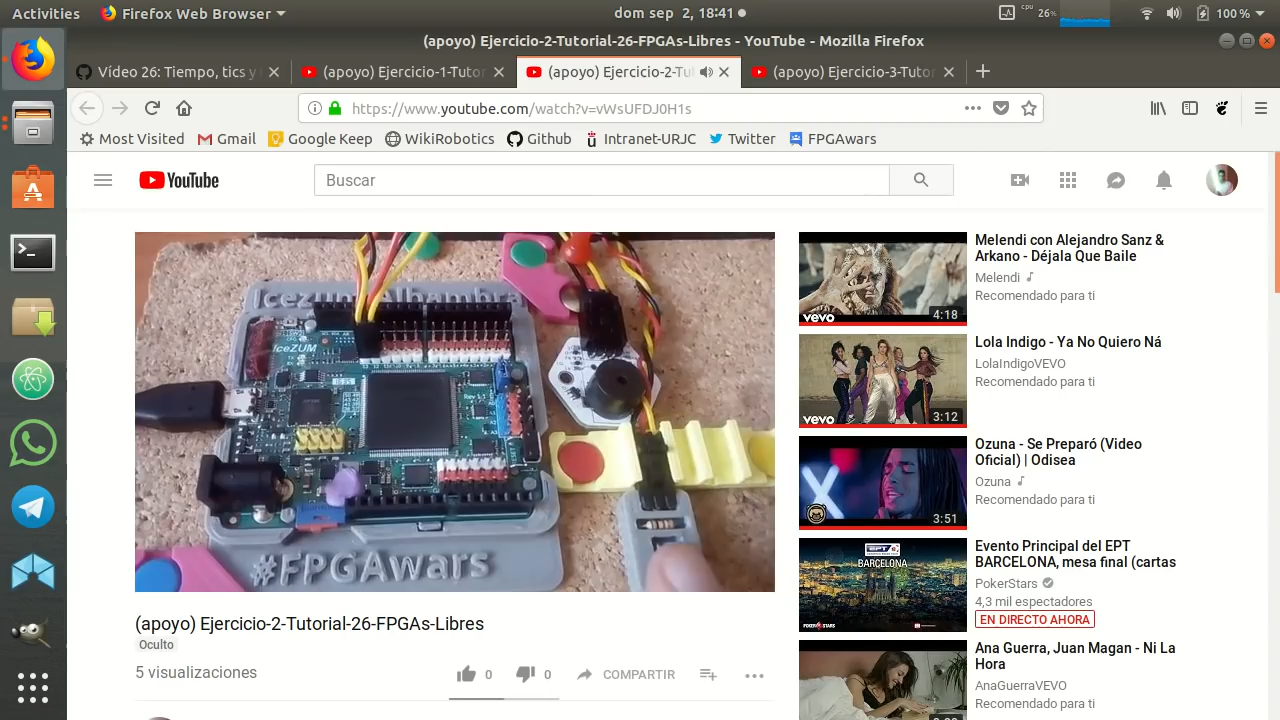 Activities
Firefox Web Browser
dom sep 2, 18:41
cpu
26%
100 %
(apoyo) Ejercicio-2-Tutorial-26-FPGAs-Libres - YouTube - Mozilla Firefox
Vídeo 26: Tiempo, tics y
(apoyo) Ejercicio-1-Tutor
(apoyo) Ejercicio-2-Tut
(apoyo) Ejercicio-3-Tutor
https://www.youtube.com/watch?v=vWsUFDJ0H1s
Most Visited
Gmail
Google Keep
WikiRobotics
Github
Intranet-URJC
Twitter
FPGAwars
YouTube
Buscar
Icezum Alhambra
IceZUM
Rev 1.1
#FPGAwars
(apoyo) Ejercicio-2-Tutorial-26-FPGAs-Libres
Oculto
5 visualizaciones
0
0
COMPARTIR
vevo
4:18
Melendi con Alejandro Sanz &
Arkano - Déjala Que Baile
Melendi
Recomendado para ti
vevo
3:12
Lola Indigo - Ya No Quiero Ná
LolaIndigoVEVO
Recomendado para ti
3:51
Ozuna - Se Preparó (Video
Oficial) | Odisea
Ozuna
Recomendado para ti
EPT
BARCELONA
Evento Principal del EPT
BARCELONA, mesa final (cartas
PokerStars
4,3 mil espectadores
EN DIRECTO AHORA
Ana Guerra, Juan Magan - Ni La
Hora
AnaGuerraVEVO
Recomendado para ti